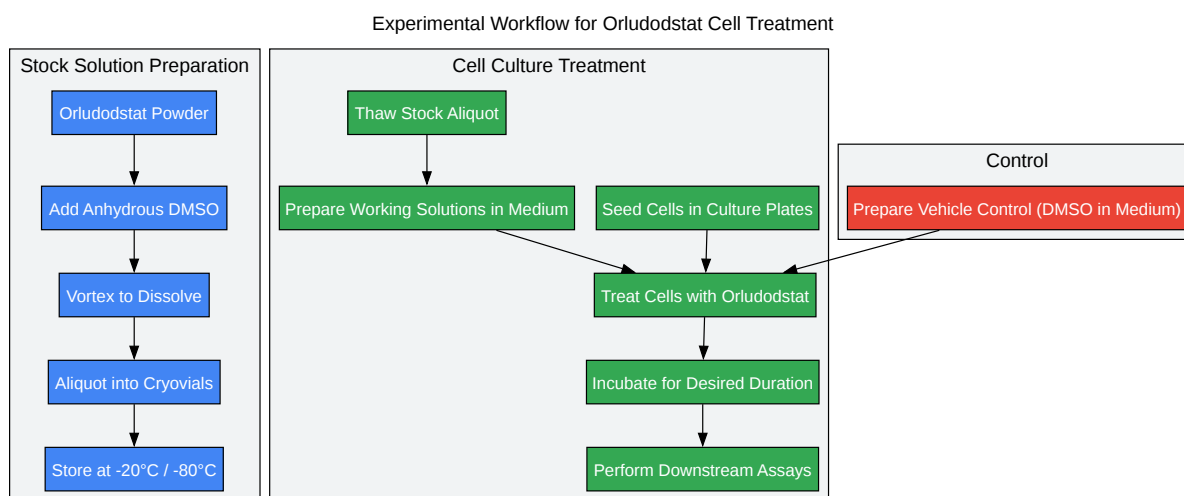 Experimental Workflow for Orludodstat Cell Treatment
Stock Solution Preparation
Orludodstat Powder
Add Anhydrous DMSO
Vortex to Dissolve
Aliquot into Cryovials
Store at -20°C / -80°C
Cell Culture Treatment
Thaw Stock Aliquot
Prepare Working Solutions in Medium
Seed Cells in Culture Plates
Treat Cells with Orludodstat
Incubate for Desired Duration
Perform Downstream Assays
Control
Prepare Vehicle Control (DMSO in Medium)